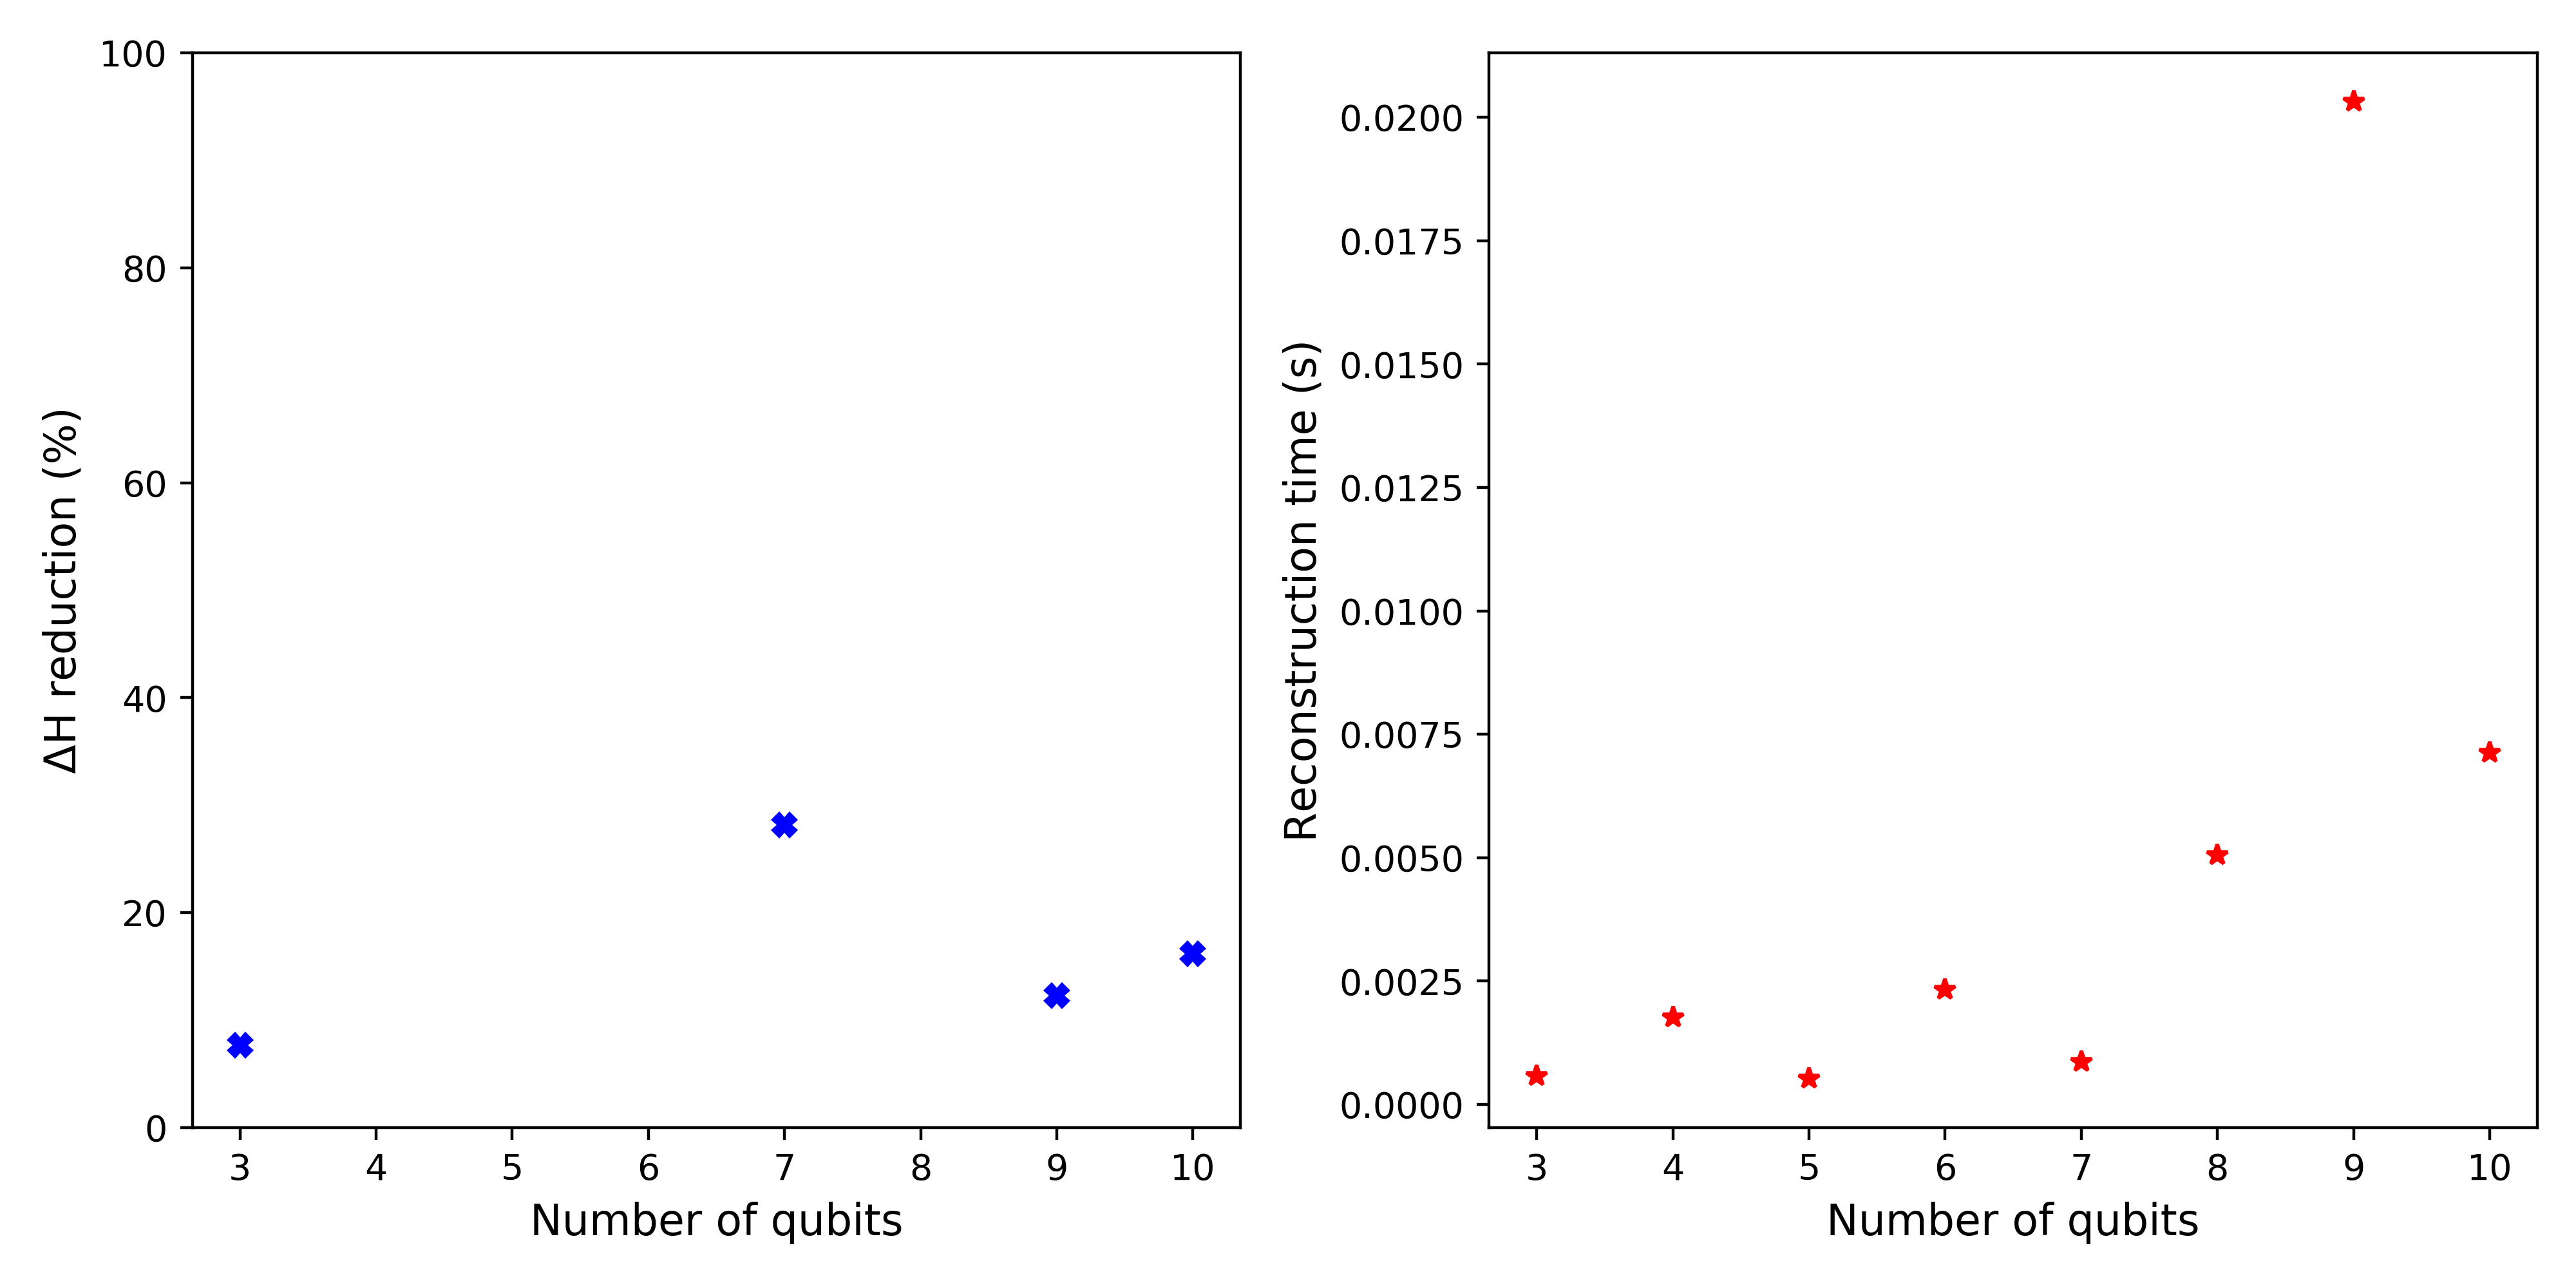 ΔH reduction (%)
100
80
60
40
20
0
3 4 5 6 7 8 9 10
Number of qubits
Reconstruction time (s)
0.0200
0.0175
0.0150
0.0125
0.0100
0.0075
0.0050
0.0025
0.0000
3 4 5 6 7 8 9 10
Number of qubits